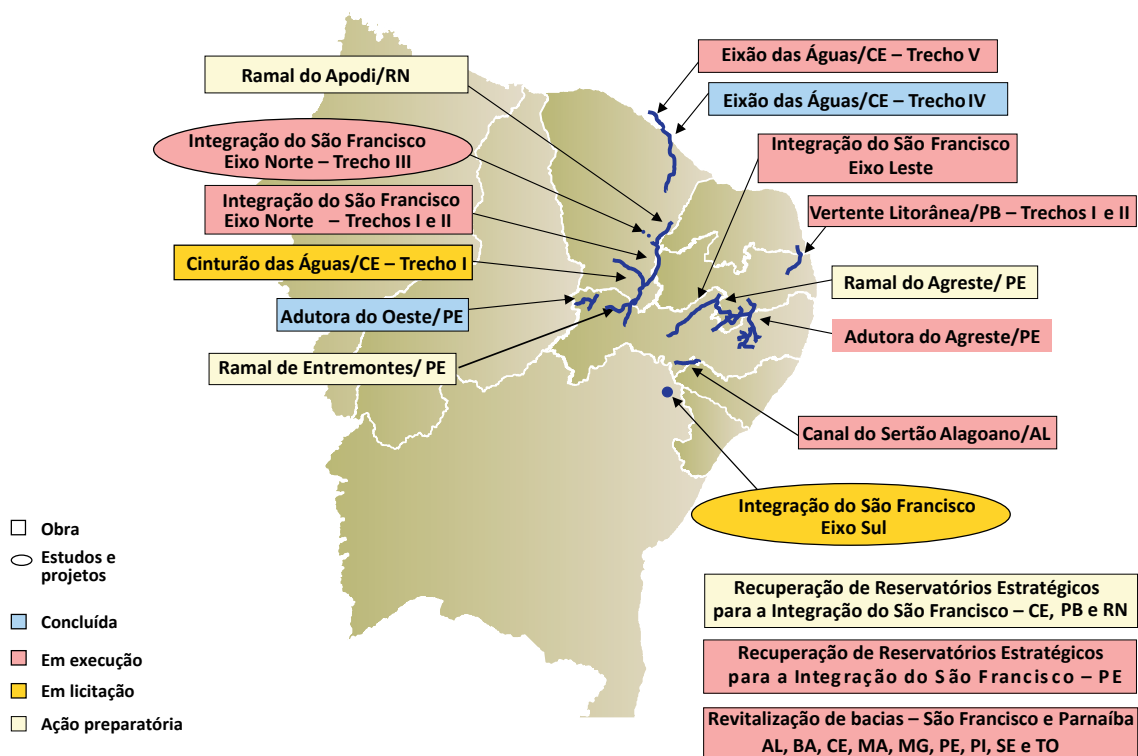 Eixão das Águas/CE – Trecho V
Ramal do Apodi/RN
Eixão das Águas/CE – Trecho IV
Integração do São Francisco
Eixo Norte – Trecho III
Integração do São Francisco
Eixo Leste
Integração do São Francisco
Eixo Norte – Trechos I e II
Vertente Litorânea/PB – Trechos I e II
Cinturão das Águas/CE – Trecho I
Ramal do Agreste/ PE
Adutora do Oeste/ PE
Adutora do Agreste/PE
Ramal de Entremontes/ PE
Canal do Sertão Alagoano/AL
Integração do São Francisco
Eixo Sul
Obra
Estudos e
projetos
Concluída
Em execução
Em licitação
Ação preparatória
Recuperação de Reservatórios Estratégicos
para a Integração do São Francisco – CE, PB e RN
Recuperação de Reservatórios Estratégicos
para a Integração do São Francisco – PE
Revitalização de bacias – São Francisco e Parnaíba
AL, BA, CE, MA, MG, PE, PI, SE e TO